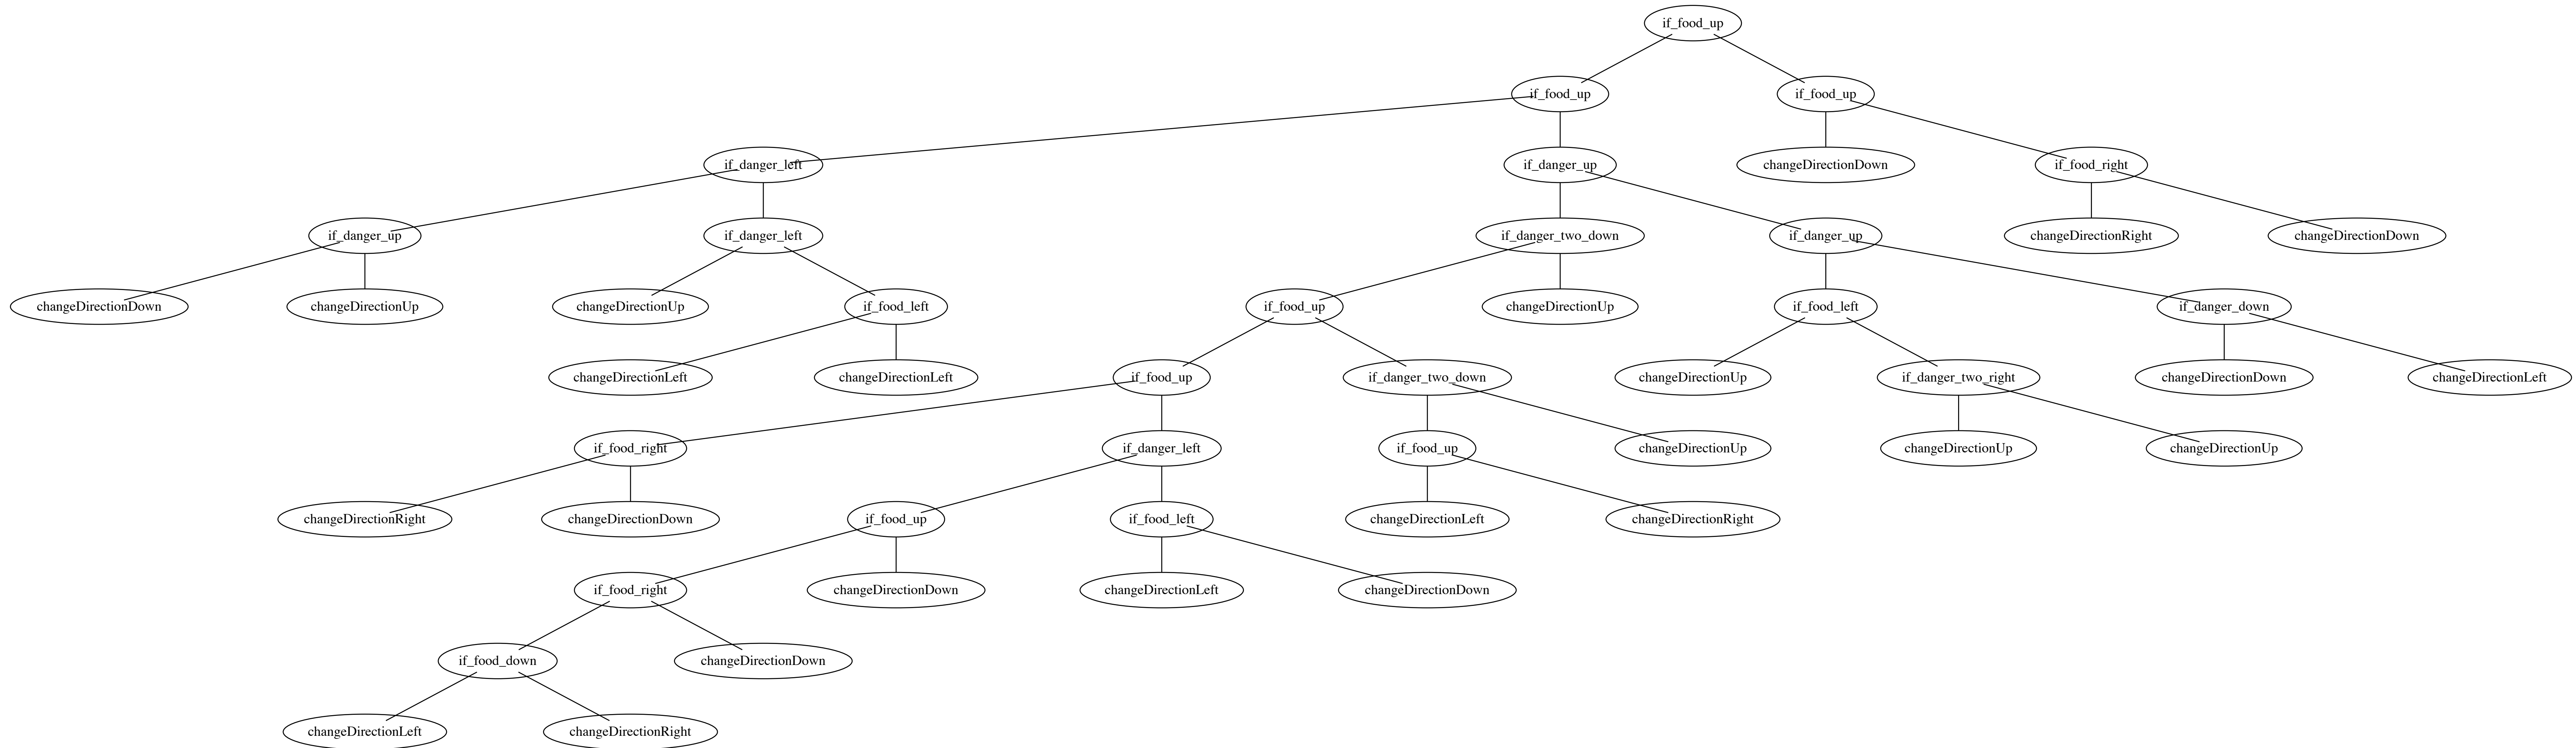 if_food_up
if_food_up
if_food_up
if_danger_left
if_danger_up
changeDirectionDown
if_food_right
if_danger_up
if_danger_left
if_danger_two_down
if_danger_up
changeDirectionRight
changeDirectionDown
changeDirectionDown
changeDirectionUp
changeDirectionUp
if_food_left
if_food_up
changeDirectionUp
if_food_left
if_danger_down
changeDirectionLeft
changeDirectionLeft
if_food_up
if_danger_two_down
changeDirectionUp
if_danger_two_right
changeDirectionDown
changeDirectionLeft
if_food_right
if_danger_left
if_food_up
changeDirectionUp
changeDirectionUp
changeDirectionUp
changeDirectionRight
changeDirectionDown
if_food_up
if_food_left
changeDirectionLeft
changeDirectionRight
if_food_right
changeDirectionDown
changeDirectionLeft
changeDirectionDown
if_food_down
changeDirectionDown
changeDirectionLeft
changeDirectionRight